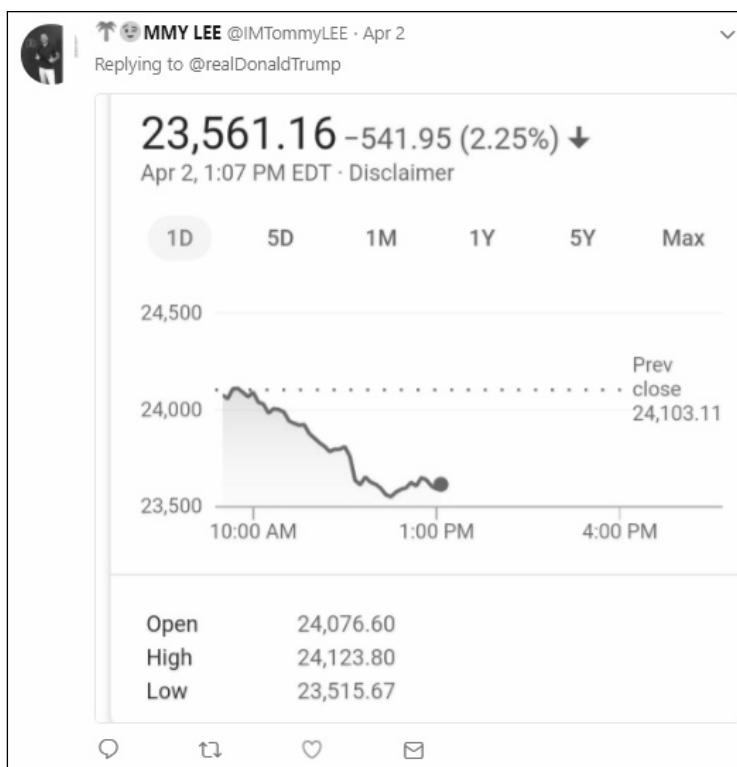 MMY LEE @IMTommyLEE · Apr 2
Replying to @realDonaldTrump
23,561.16 −541.95 (2.25%) ↓
Apr 2, 1:07 PM EDT · Disclaimer
1D 5D 1M 1Y 5Y Max
24,500
Prev
close
24,103.11
24,000
23,500
10:00 AM 1:00 PM 4:00 PM
Open 24,076.60
High 24,123.80
Low 23,515.67